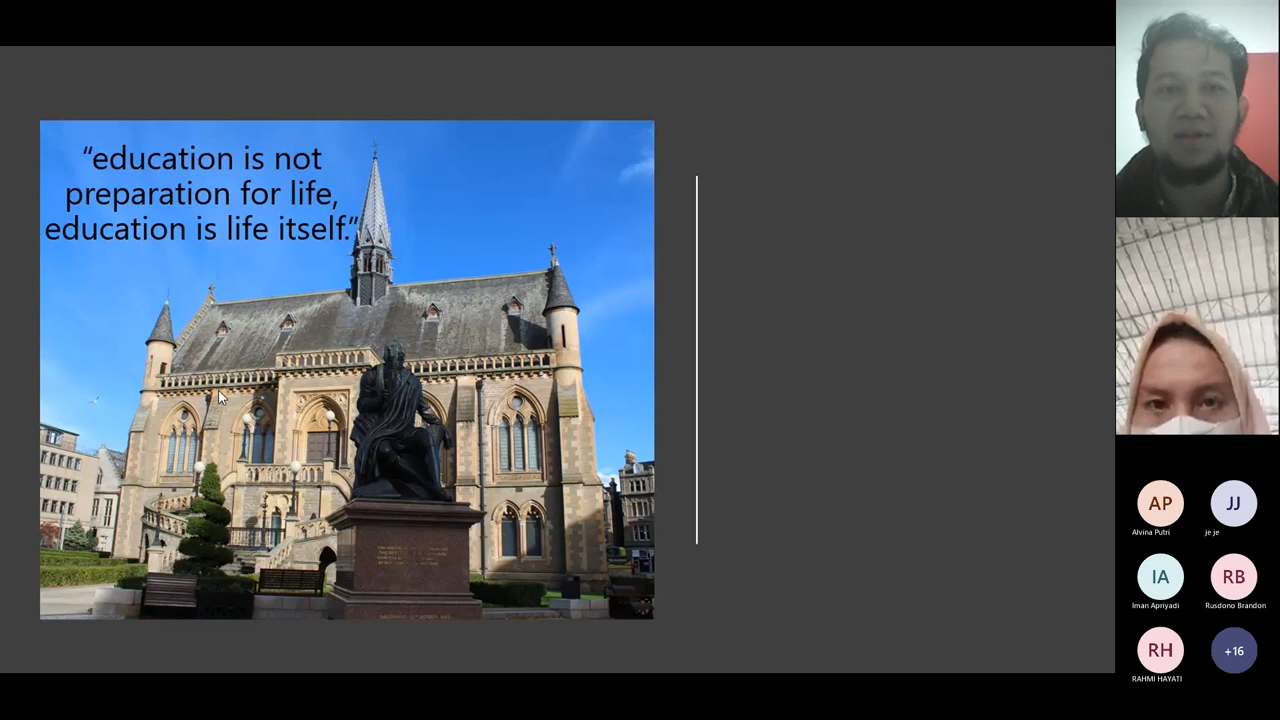 “education is not
preparation for life,
education is life itself.”
AP
Alvina Putri
JJ
je je
IA
Iman Apriyadi
RB
Rusdono Brandon
RH
RAHMI HAYATI
+16